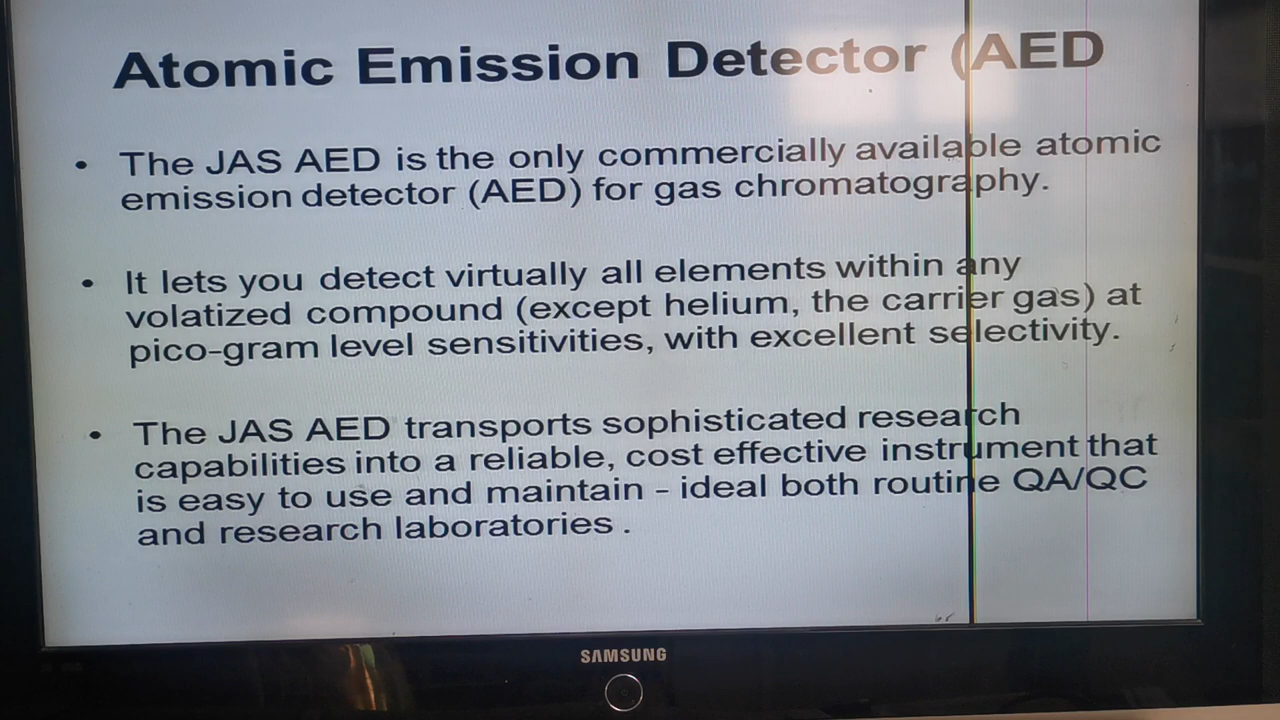 Atomic Emission Detector (AED
• The JAS AED is the only commercially available atomic
emission detector (AED) for gas chromatography.
• It lets you detect virtually all elements within any
volatized compound (except helium, the carrier gas) at
pico-gram level sensitivities, with excellent selectivity.
• The JAS AED transports sophisticated research
capabilities into a reliable, cost effective instrument that
is easy to use and maintain - ideal both routine QA/QC
and research laboratories .
SAMSUNG